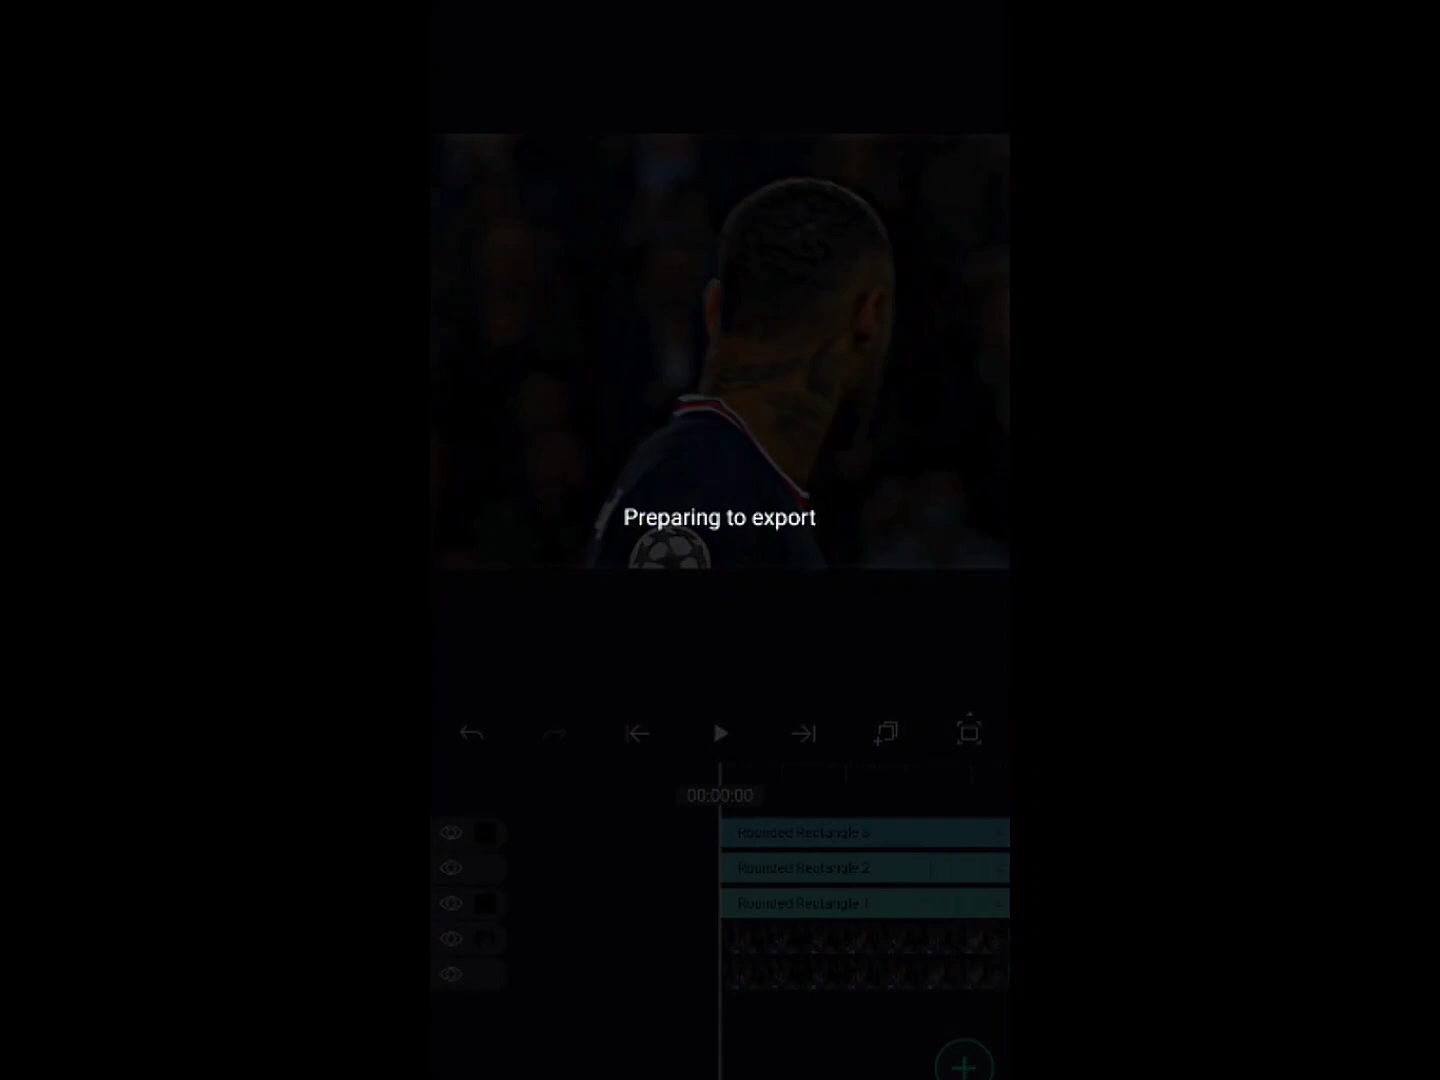 Preparing to export
00:00:00
Rounded Rectangle 3
Rounded Rectangle 2
Rounded Rectangle 1